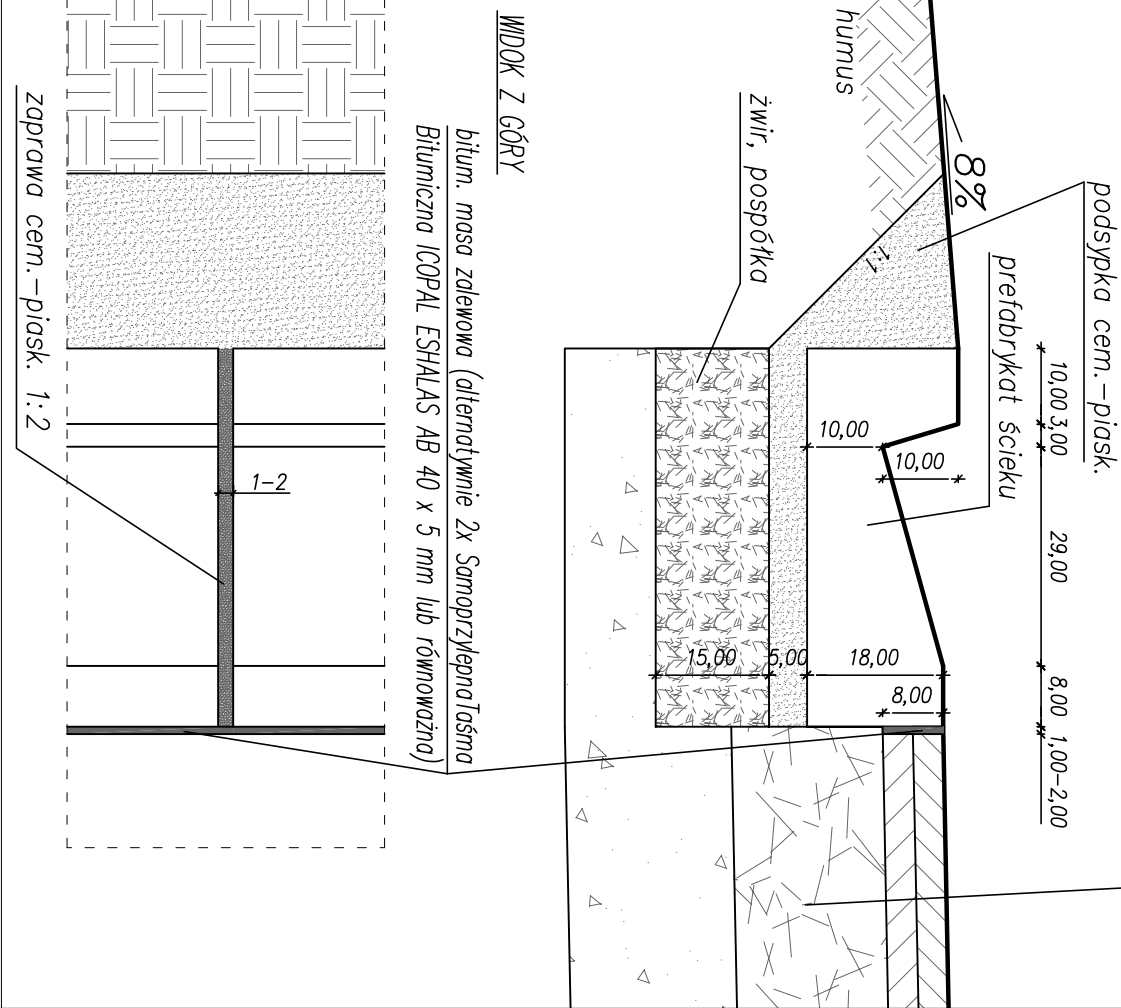 podsypka cem.-piask.
prefabrykat ścieku
8%
humus
1:1
żwir, pospółka
10,00
3,00
29,00
8,00
1,00-2,00
10,00
10,00
15,00
5,00
18,00
8,00
WIDOK Z GÓRY
bitum. masa zalewowa (alternatywnie 2x SamoprzylepnaTaśma
Bitumiczna ICOPAL ESHALAS AB 40 x 5 mm lub równoważna)
1-2
zaprawa cem.-piask. 1:2